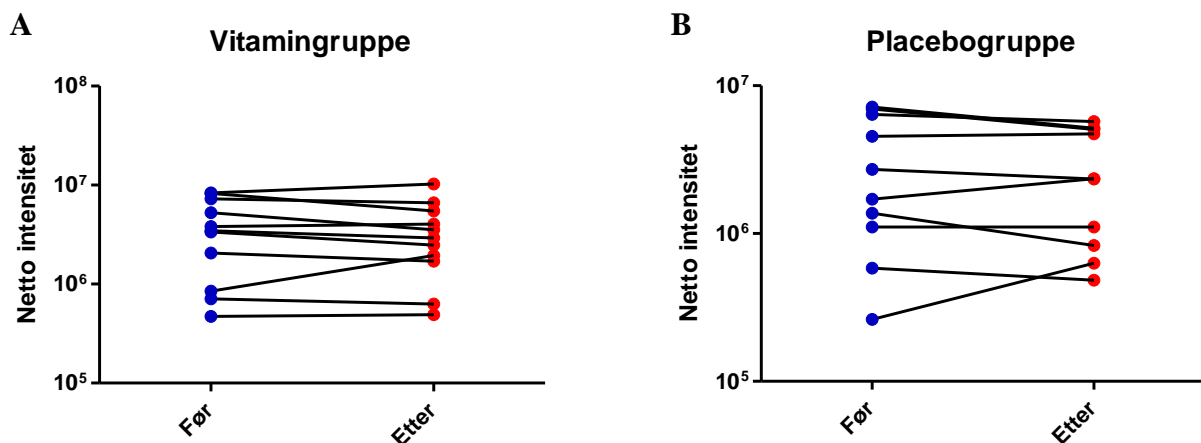 A
Vitamingruppe
10⁸
10⁷
10⁶
10⁵
Netto intensitet
Før
Etter
B
Placebogruppe
10⁷
10⁶
10⁵
Netto intensitet
Før
Etter